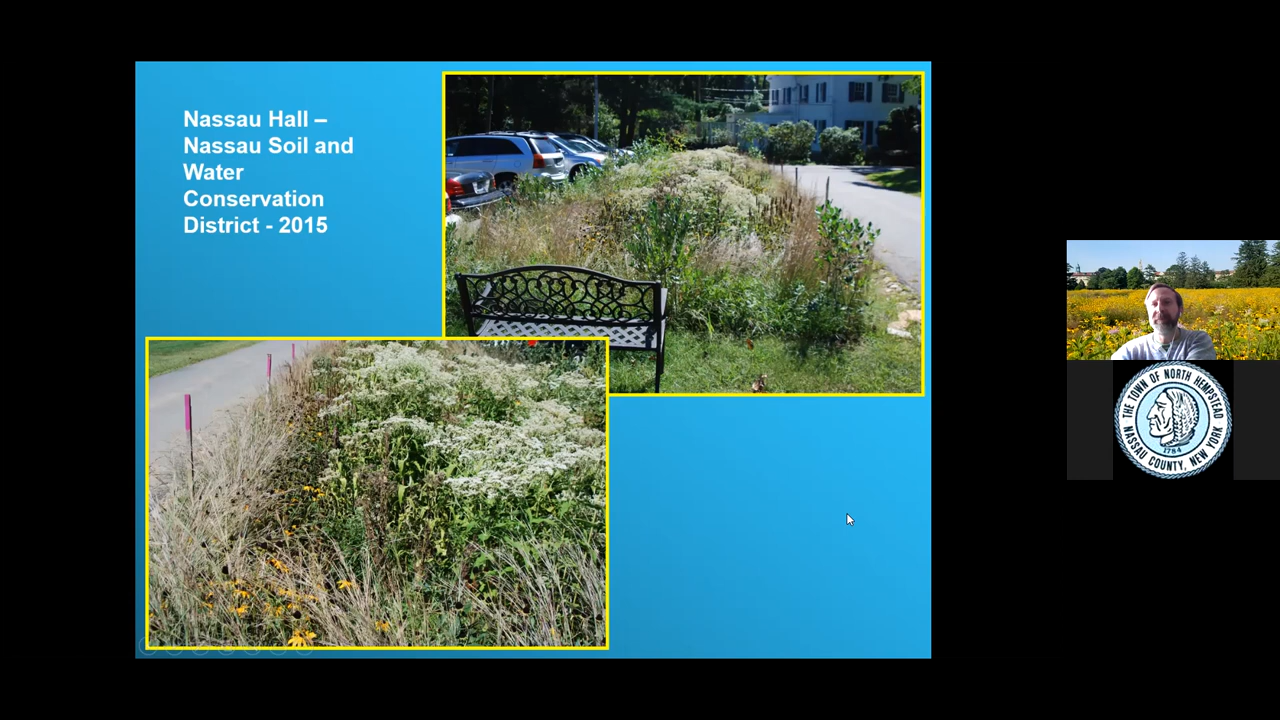 Nassau Hall –
Nassau Soil and
Water
Conservation
District - 2015
THE TOWN OF NORTH HEMPSTEAD
1784
NASSAU COUNTY, NEW YORK